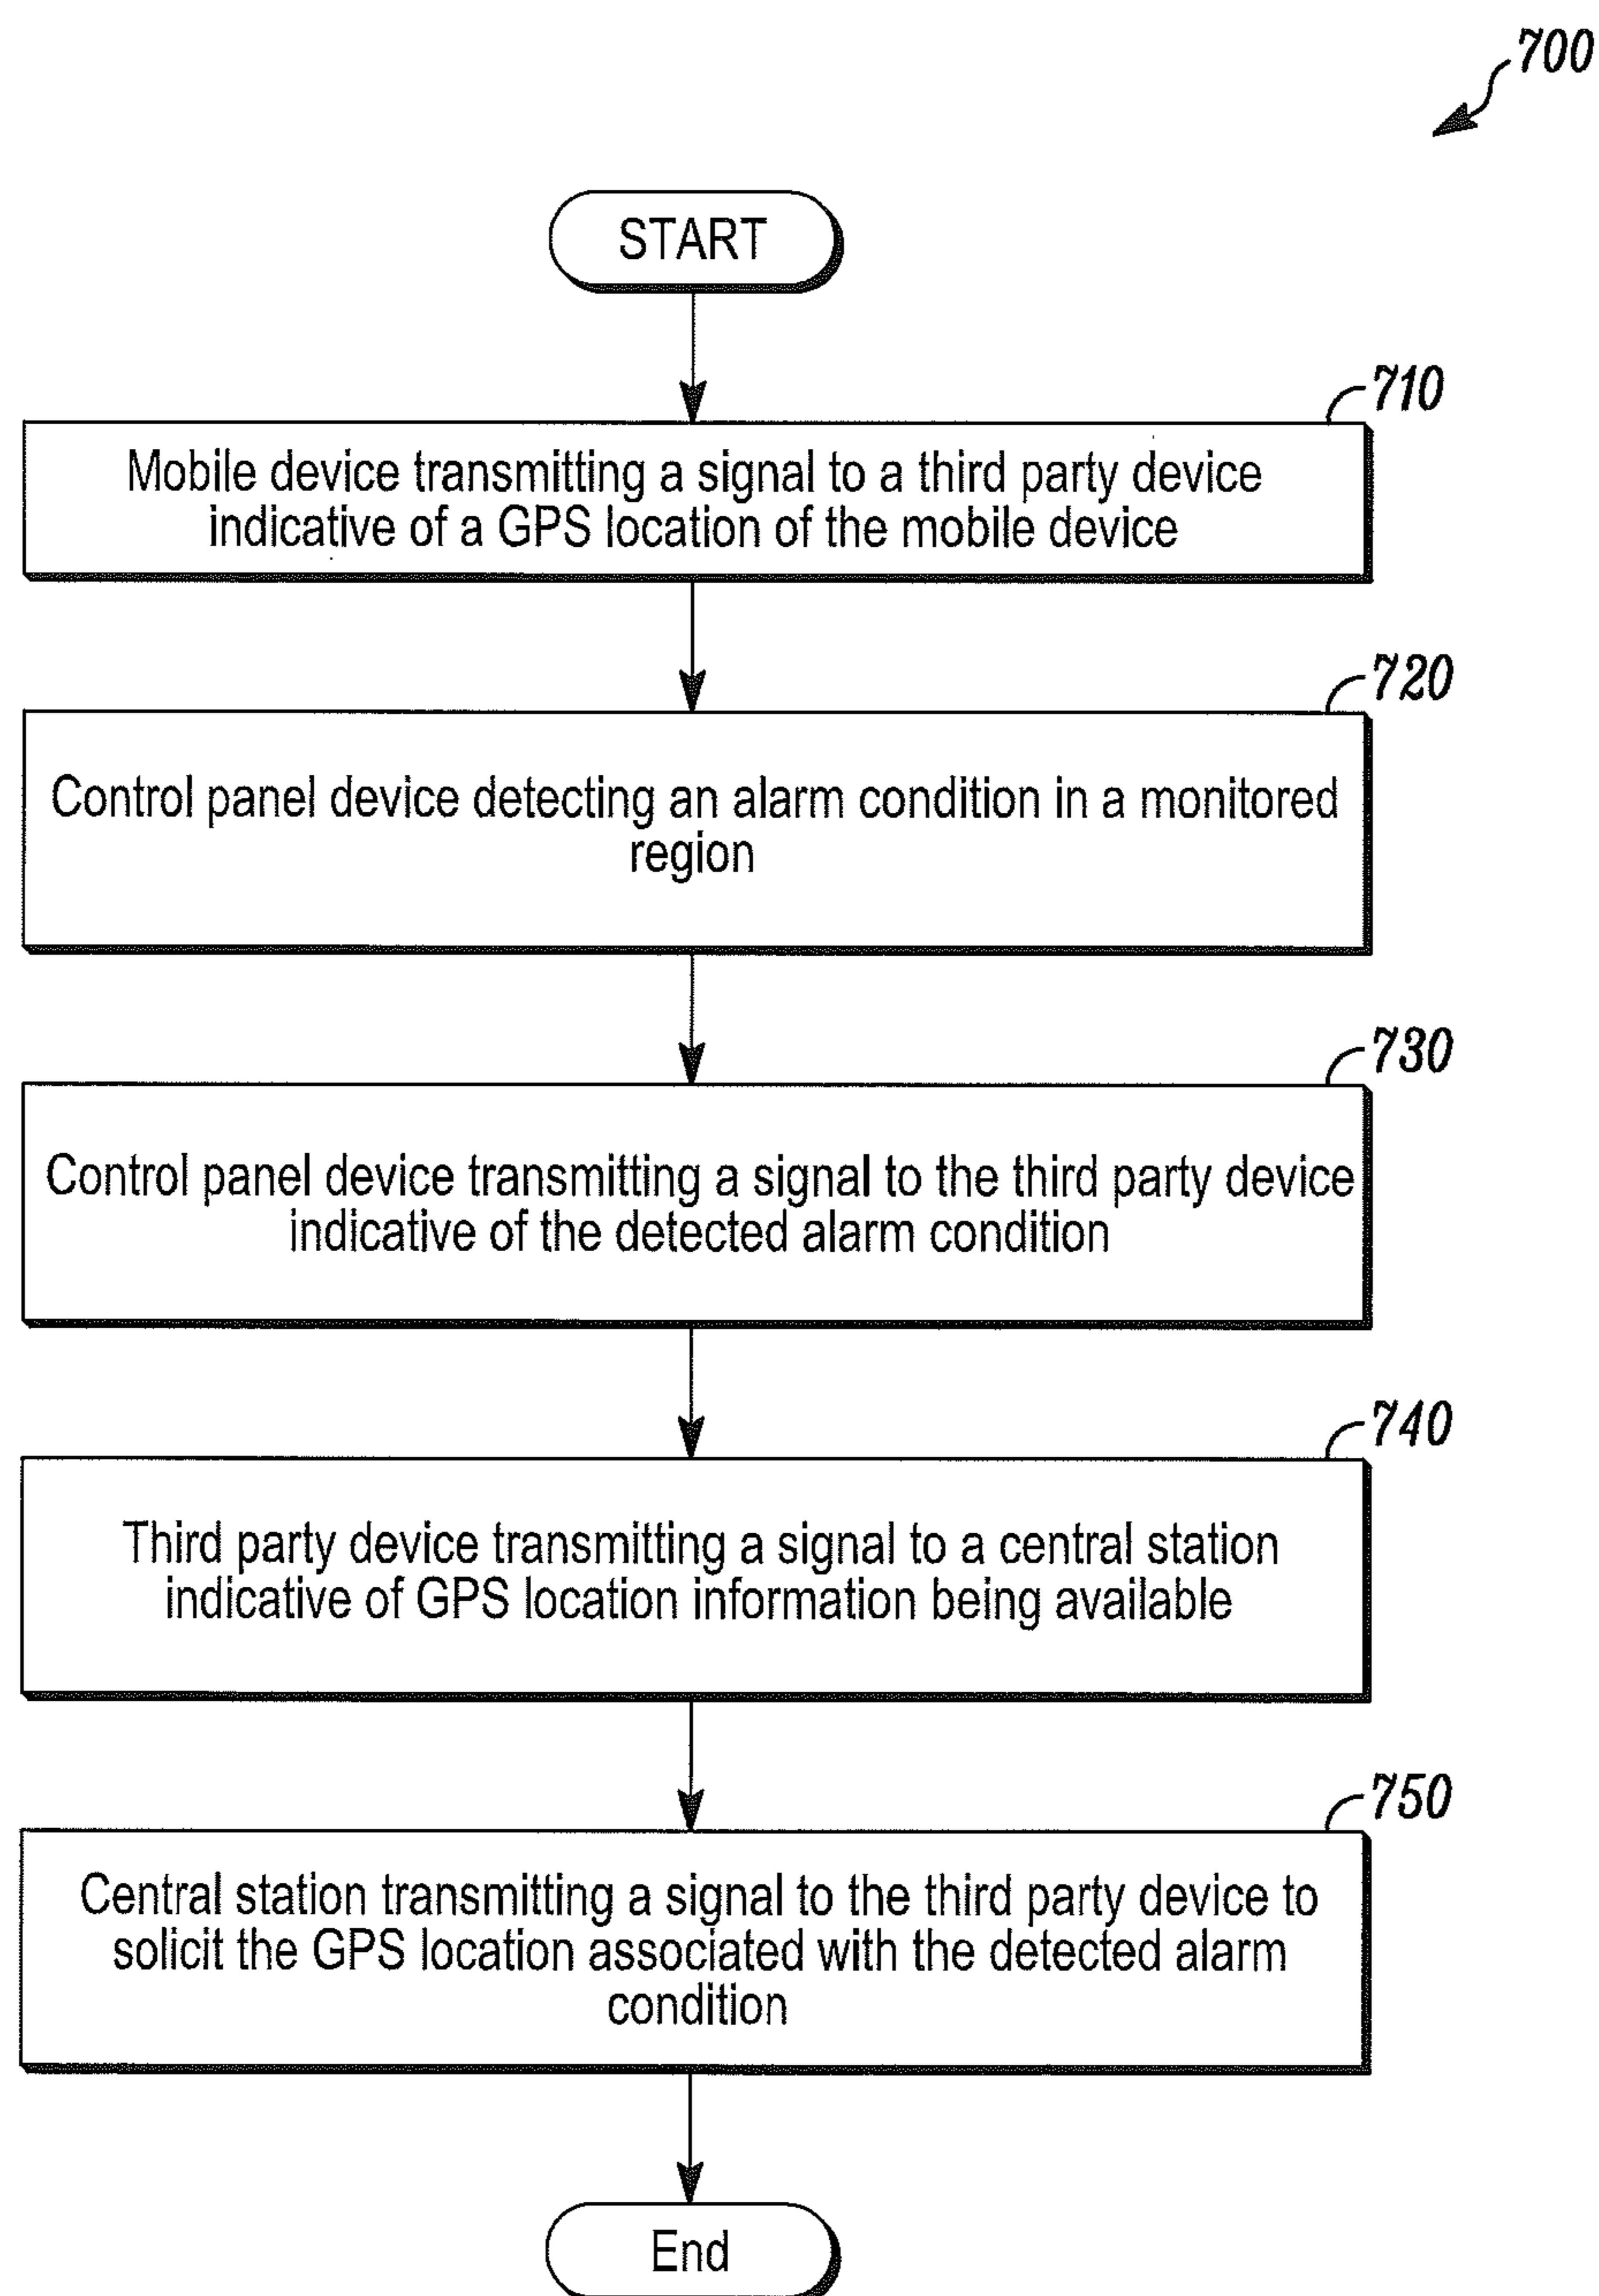 700
START
710
Mobile device transmitting a signal to a third party device
indicative of a GPS location of the mobile device
720
Control panel device detecting an alarm condition in a monitored
region
730
Control panel device transmitting a signal to the third party device
indicative of the detected alarm condition
740
Third party device transmitting a signal to a central station
indicative of GPS location information being available
750
Central station transmitting a signal to the third party device to
solicit the GPS location associated with the detected alarm
condition
End